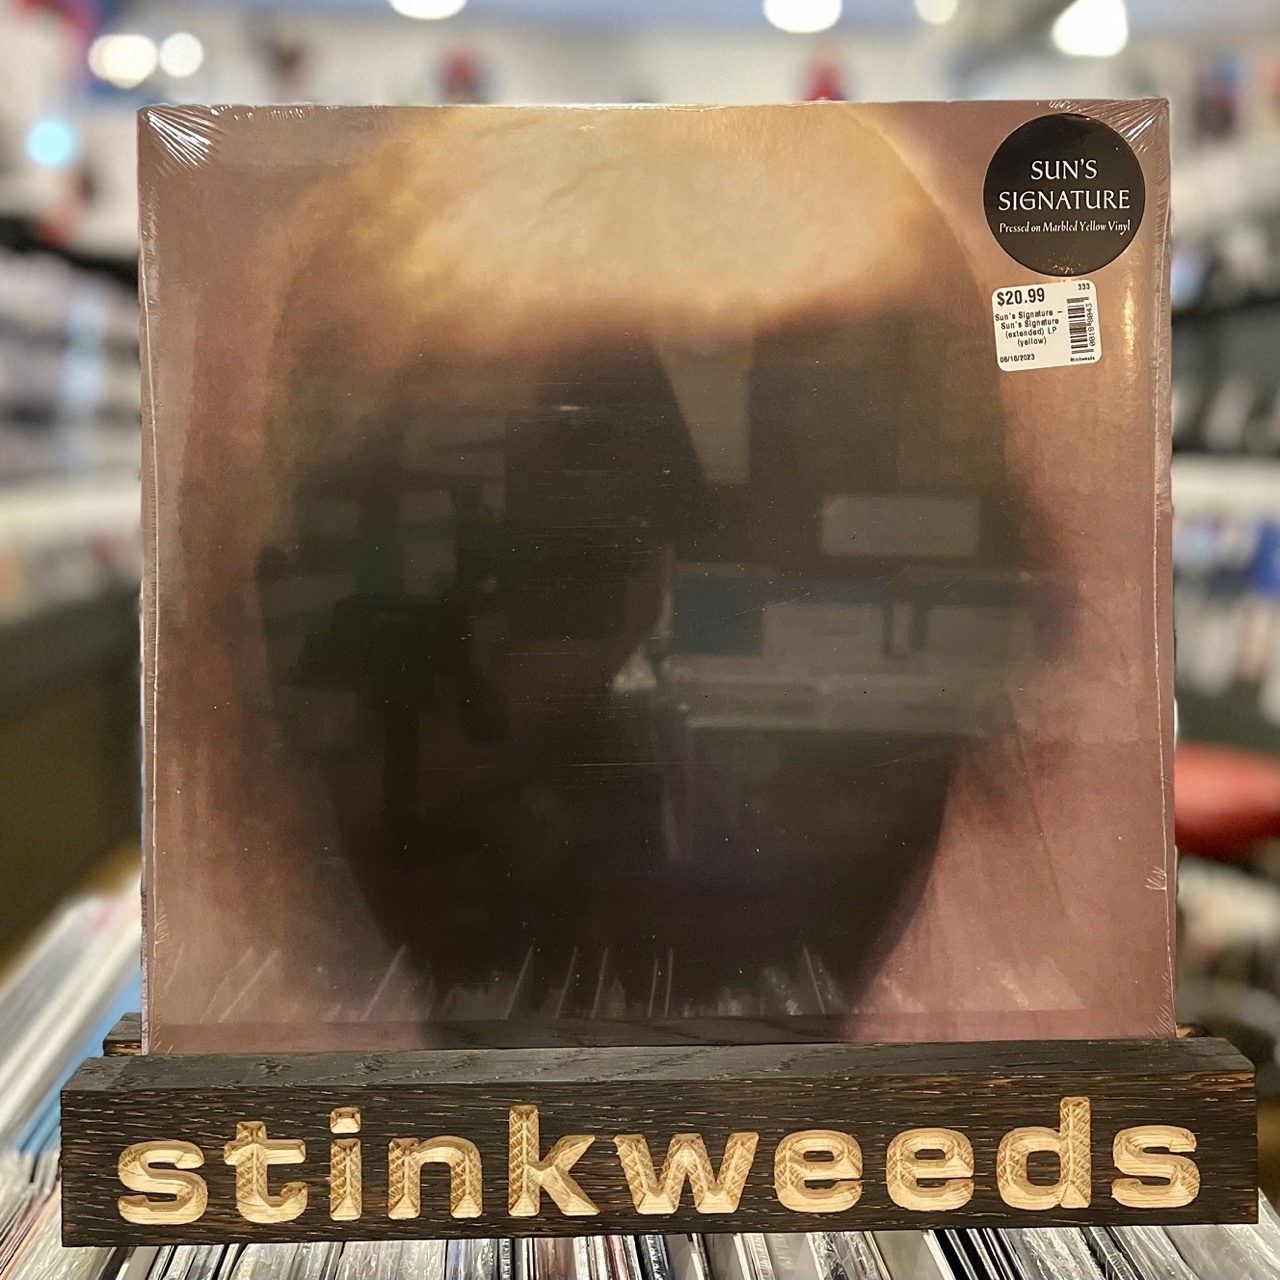 SUN'S
SIGNATURE
Pressed on Marbled Yellow Vinyl
$20.99
333
Sun's Signature -
Sun's Signature
(extended) LP
(yellow)
06/16/2023
Stinkweeds
stinkweeds